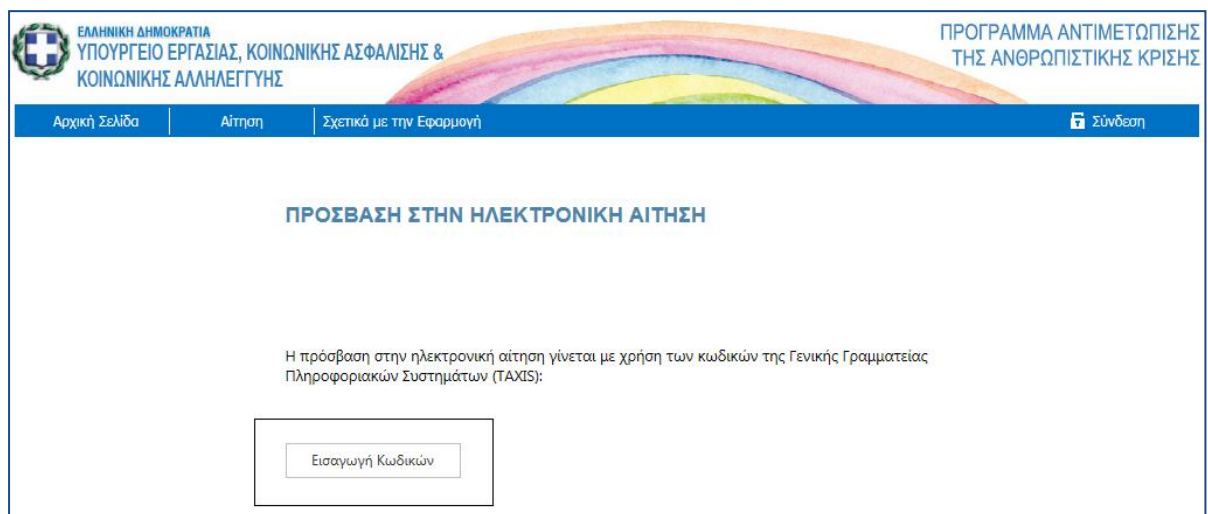 ΕΛΛΗΝΙΚΗ ΔΗΜΟΚΡΑΤΙΑ
ΥΠΟΥΡΓΕΙΟ ΕΡΓΑΣΙΑΣ, ΚΟΙΝΩΝΙΚΗΣ ΑΣΦΑΛΙΣΗΣ &
ΚΟΙΝΩΝΙΚΗΣ ΑΛΛΗΛΕΓΓΥΗΣ
ΠΡΟΓΡΑΜΜΑ ΑΝΤΙΜΕΤΩΠΙΣΗΣ
ΤΗΣ ΑΝΘΡΩΠΙΣΤΙΚΗΣ ΚΡΙΣΗΣ
Αρχική Σελίδα Αίτηση Σχετικά με την Εφαρμογή Σύνδεση
ΠΡΟΣΒΑΣΗ ΣΤΗΝ ΗΛΕΚΤΡΟΝΙΚΗ ΑΙΤΗΣΗ
Η πρόσβαση στην ηλεκτρονική αίτηση γίνεται με χρήση των κωδικών της Γενικής Γραμματείας
Πληροφοριακών Συστημάτων (TAXIS):
Εισαγωγή Κωδικών